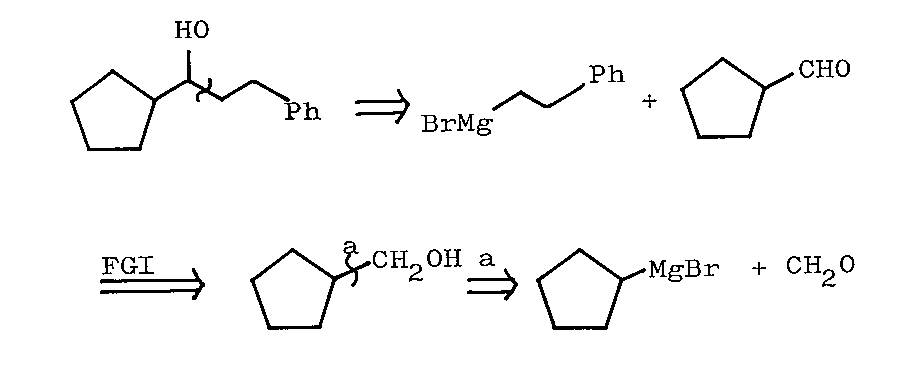 HO
Ph
BrMg
Ph
+
CHO
FGI
a
CH2OH
a
MgBr
+ CH2O